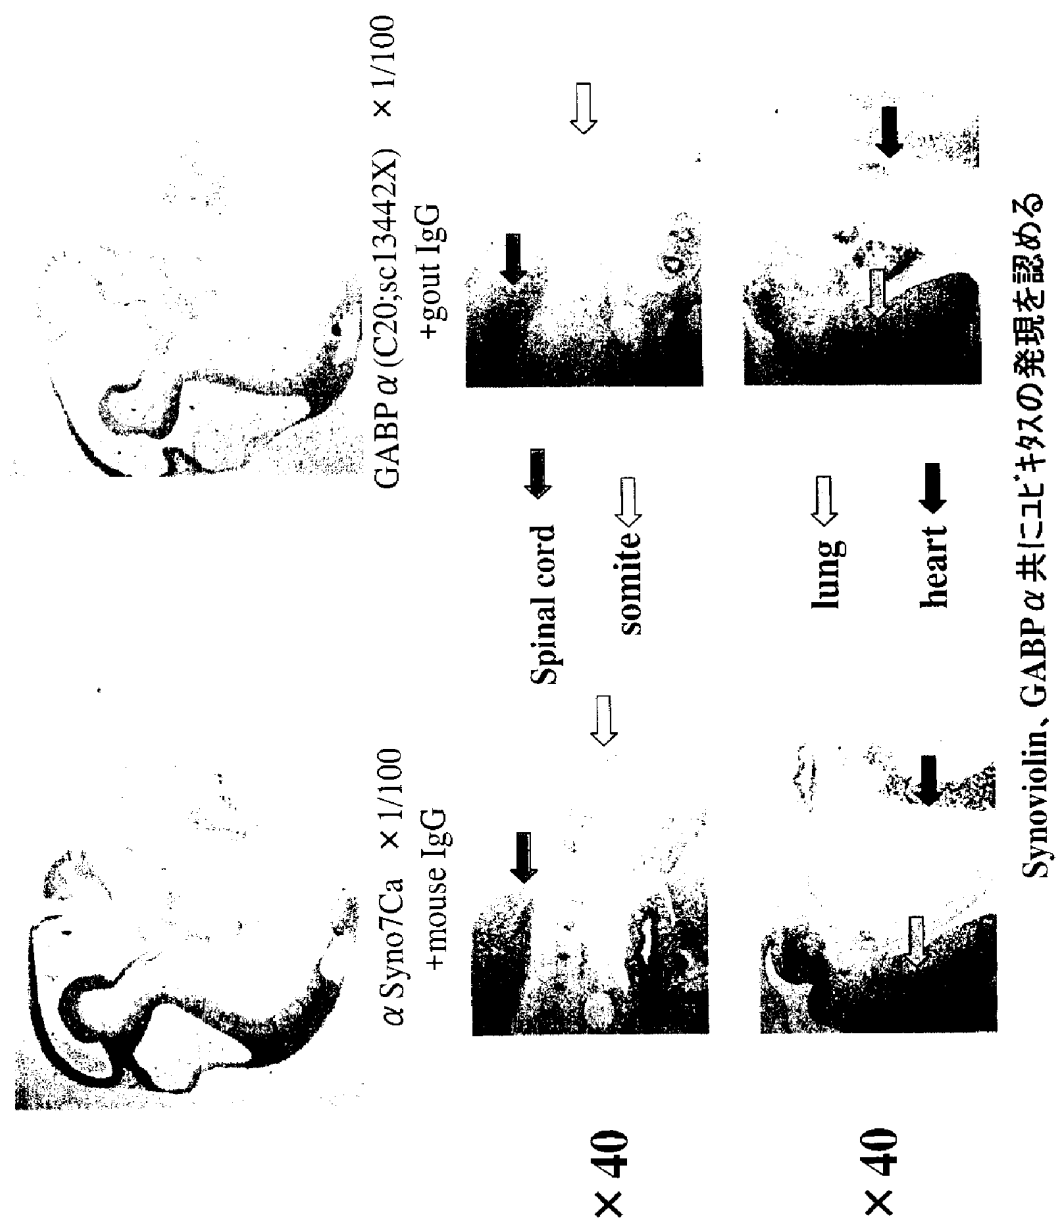 α Syno7Ca × 1/100
+mouse IgG
GABP α (C20;sc13442X) × 1/100
+gout IgG
× 40
Spinal cord
somite
× 40
lung
heart
Synoviolin、GABP α 共にユビキタスの発現を認める